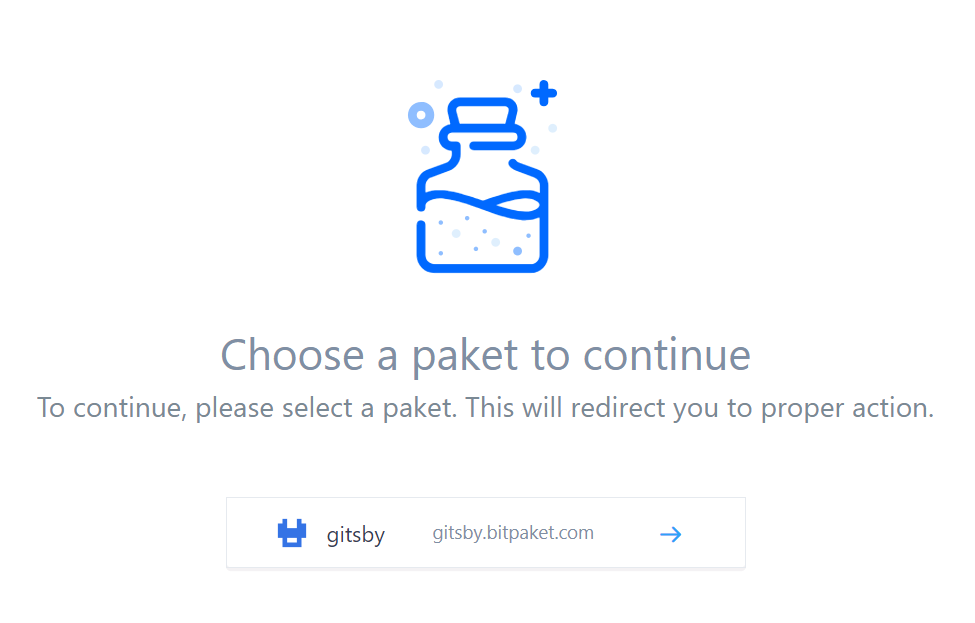 Choose a paket to continue
To continue, please select a paket. This will redirect you to proper action.
gitsby gitsby.bitpaket.com